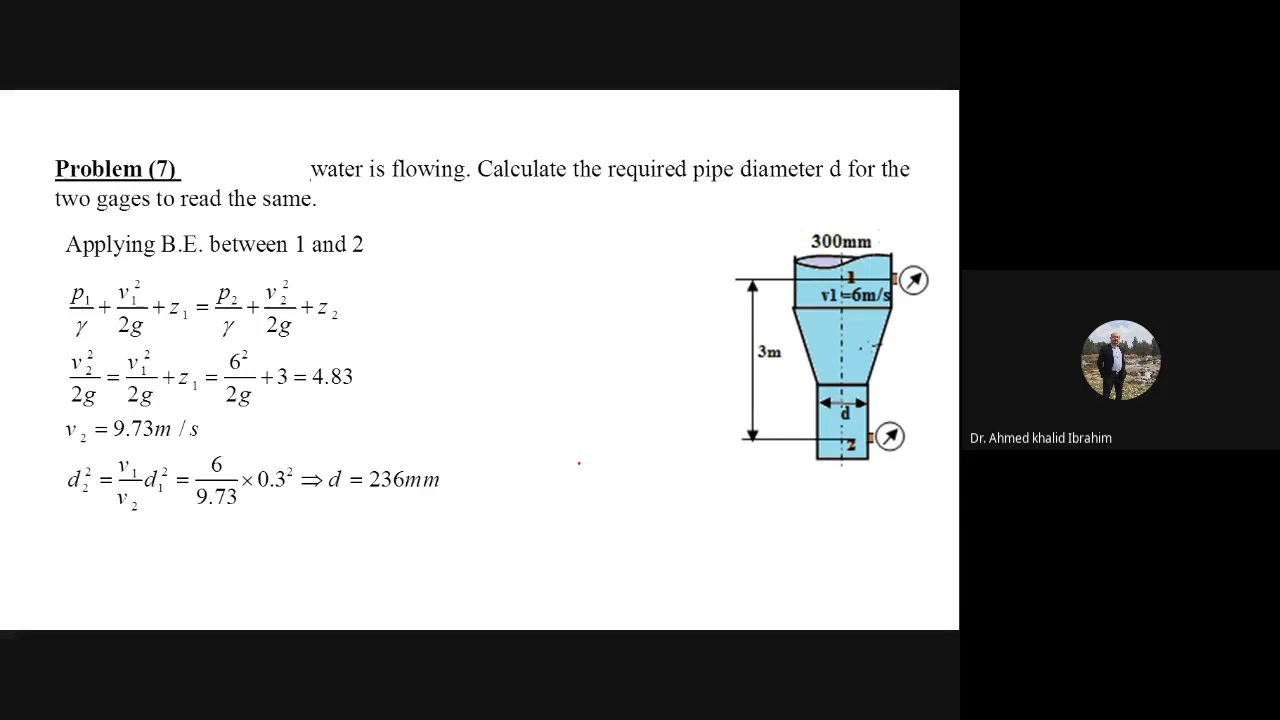 Problem (7) water is flowing. Calculate the required pipe diameter d for the
two gages to read the same.
Applying B.E. between 1 and 2
p₁/γ + v₁²/2g + z₁ = p₂/γ + v₂²/2g + z₂
v₂²/2g = v₁²/2g + z₁ = 6²/2g + 3 = 4.83
v₂ = 9.73m / s
d₂² = v₁/v₂ d₁² = 6/9.73 × 0.3² ⇒ d = 236mm
300mm
1
v1=6m/s
3m
d
2
Dr. Ahmed khalid Ibrahim